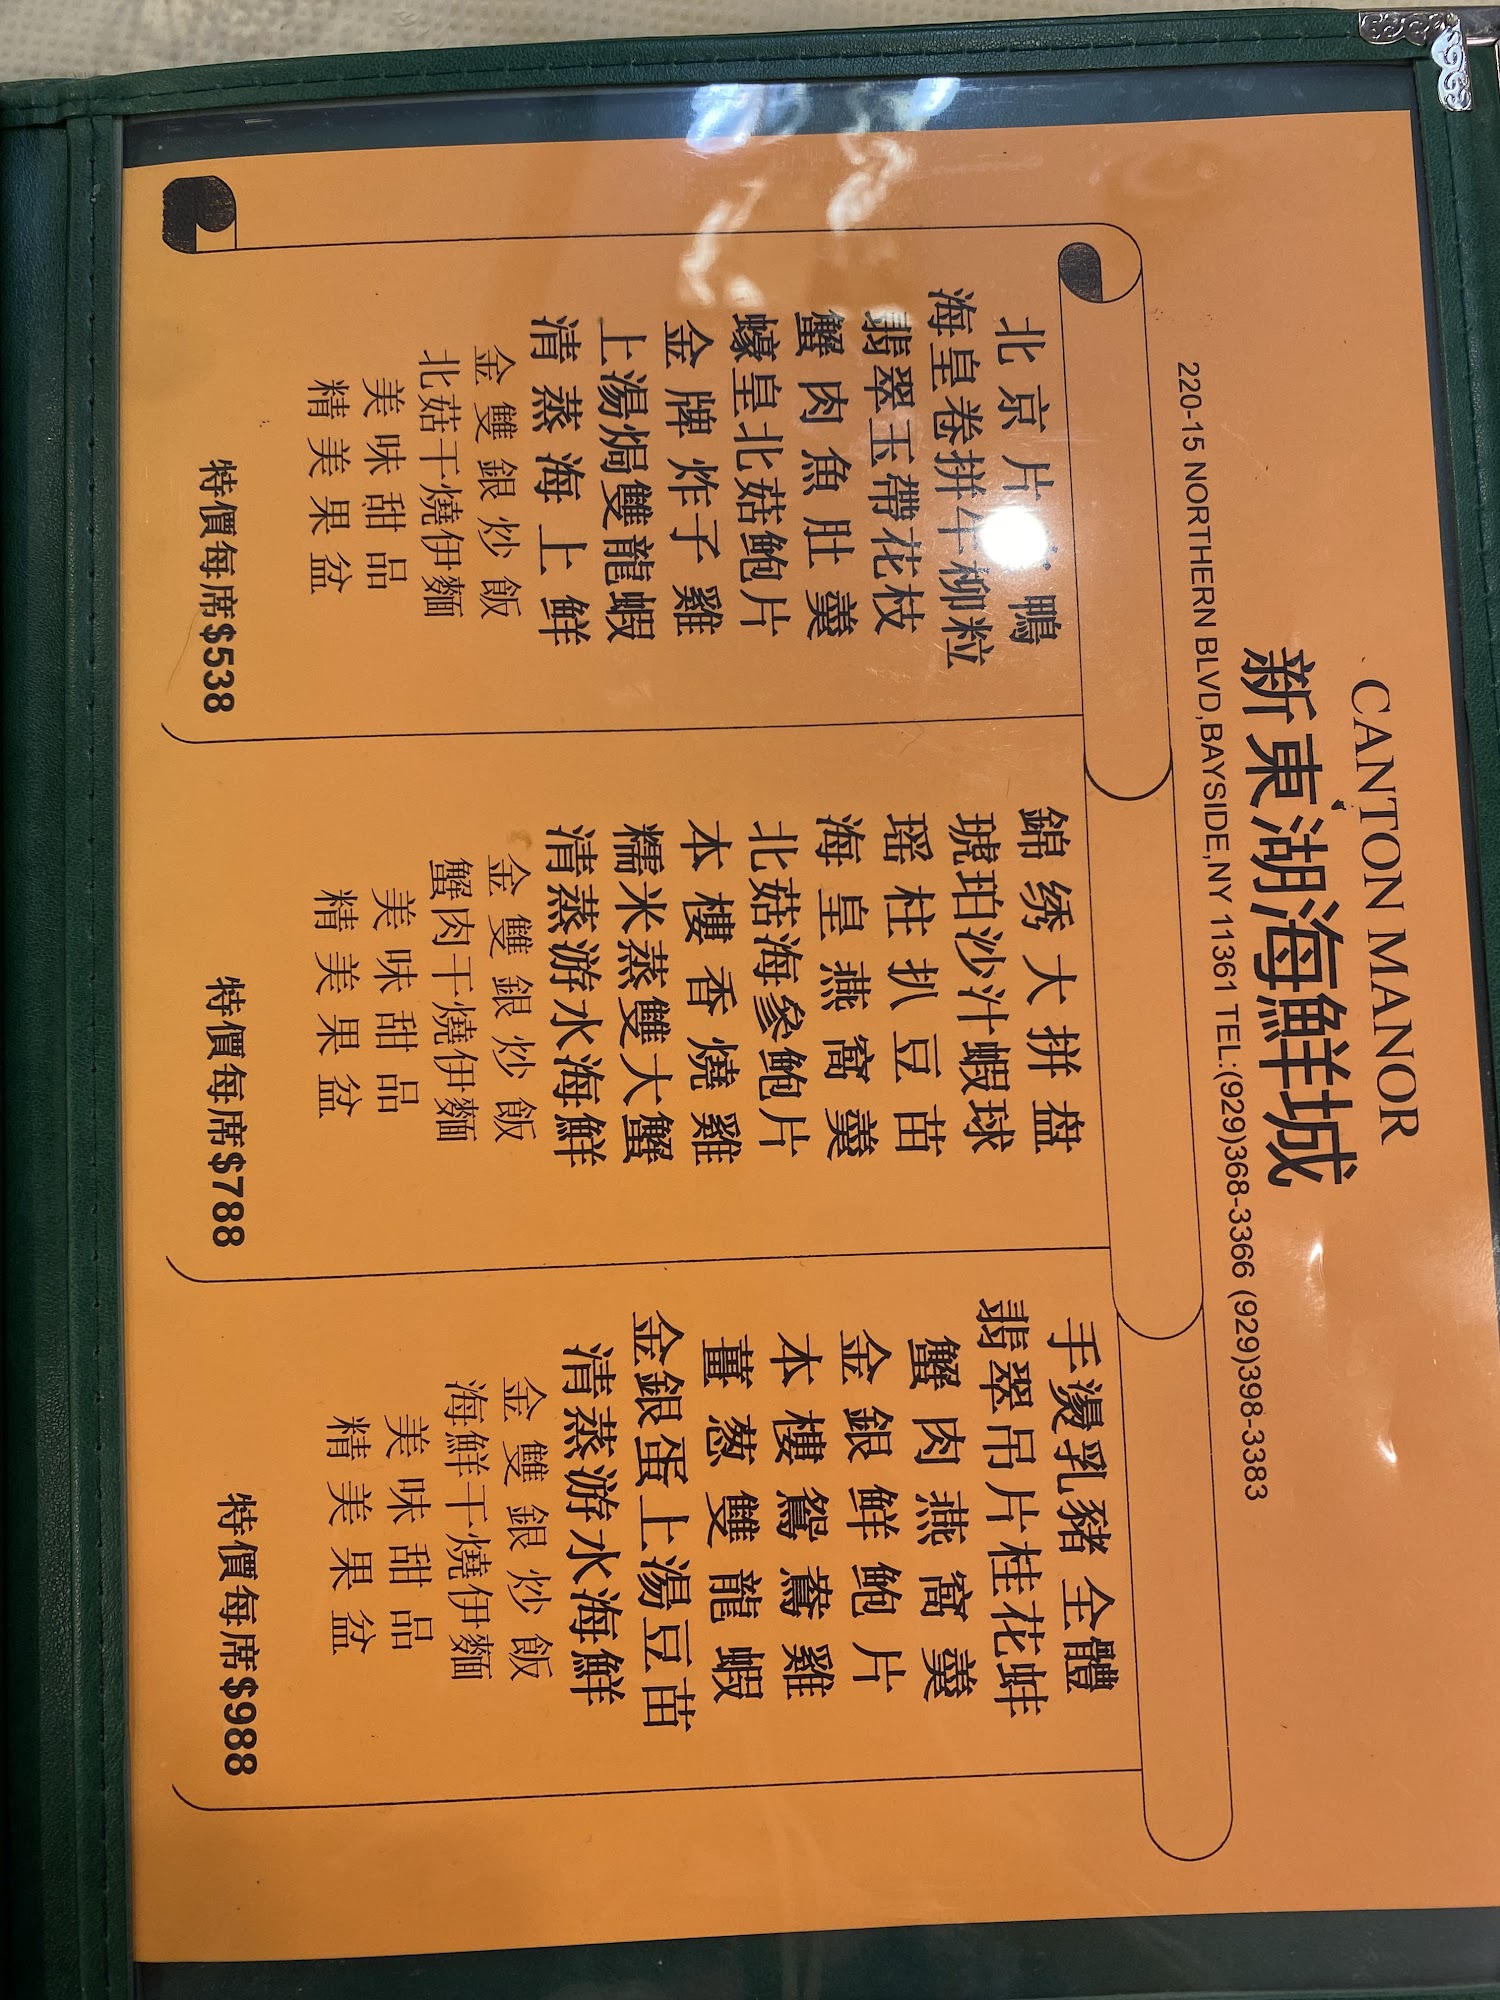 CANTON MANOR
新東湖海鮮城
220-15 NORTHERN BLVD,BAYSIDE,NY 11361 TEL:(929)368-3366 (929)398-3383
北京片鴨
海皇卷拼牛柳粒
翡翠玉帶花枝
蟹肉魚肚羹
蠔皇北菇鮑片
金牌炸子雞
上湯焗雙龍蝦
清蒸海上鮮
金雙銀炒飯
北菇干燒伊麵
美味甜品
精美果盆
特價每席$538
錦绣大拼盘
琥珀沙汁蝦球
瑶柱扒豆苗
海皇燕窩羹
北菇海參鮑片
本樓香燒雞
糯米蒸雙大蟹
清蒸游水海鮮
金雙銀炒飯
蟹肉干燒伊麵
美味甜品
精美果盆
特價每席$788
手燙乳豬全體
翡翠吊片桂花蚌
蟹肉燕窩羹
金銀鮮鮑片
本樓鴛鴦雞
薑葱雙龍蝦
金銀蛋上湯豆苗
清蒸游水海鮮
金雙銀炒飯
海鮮干燒伊麵
美味甜品
精美果盆
特價每席$988